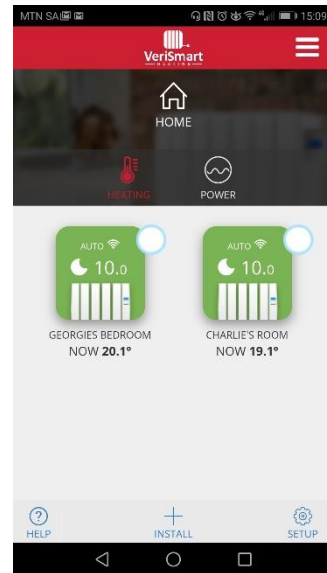 MTN SA 15:09
VeriSmart
HEATING
HOME
HEATING
POWER
AUTO
10.0
AUTO
10.0
GEORGIES BEDROOM
NOW 20.1°
CHARLIE'S ROOM
NOW 19.1°
?
HELP
INSTALL
SETUP